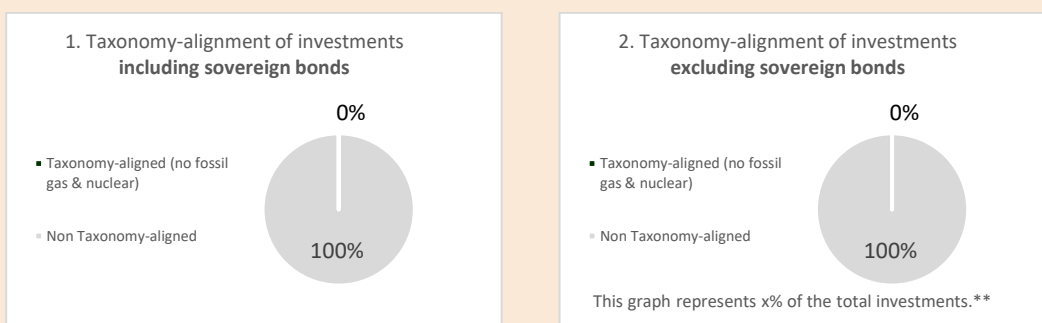 1. Taxonomy-alignment of investments
including sovereign bonds
0%
▪ Taxonomy-aligned (no fossil
gas & nuclear)
▪ Non Taxonomy-aligned
100%
2. Taxonomy-alignment of investments
excluding sovereign bonds
0%
▪ Taxonomy-aligned (no fossil
gas & nuclear)
▪ Non Taxonomy-aligned
100%
This graph represents x% of the total investments.**